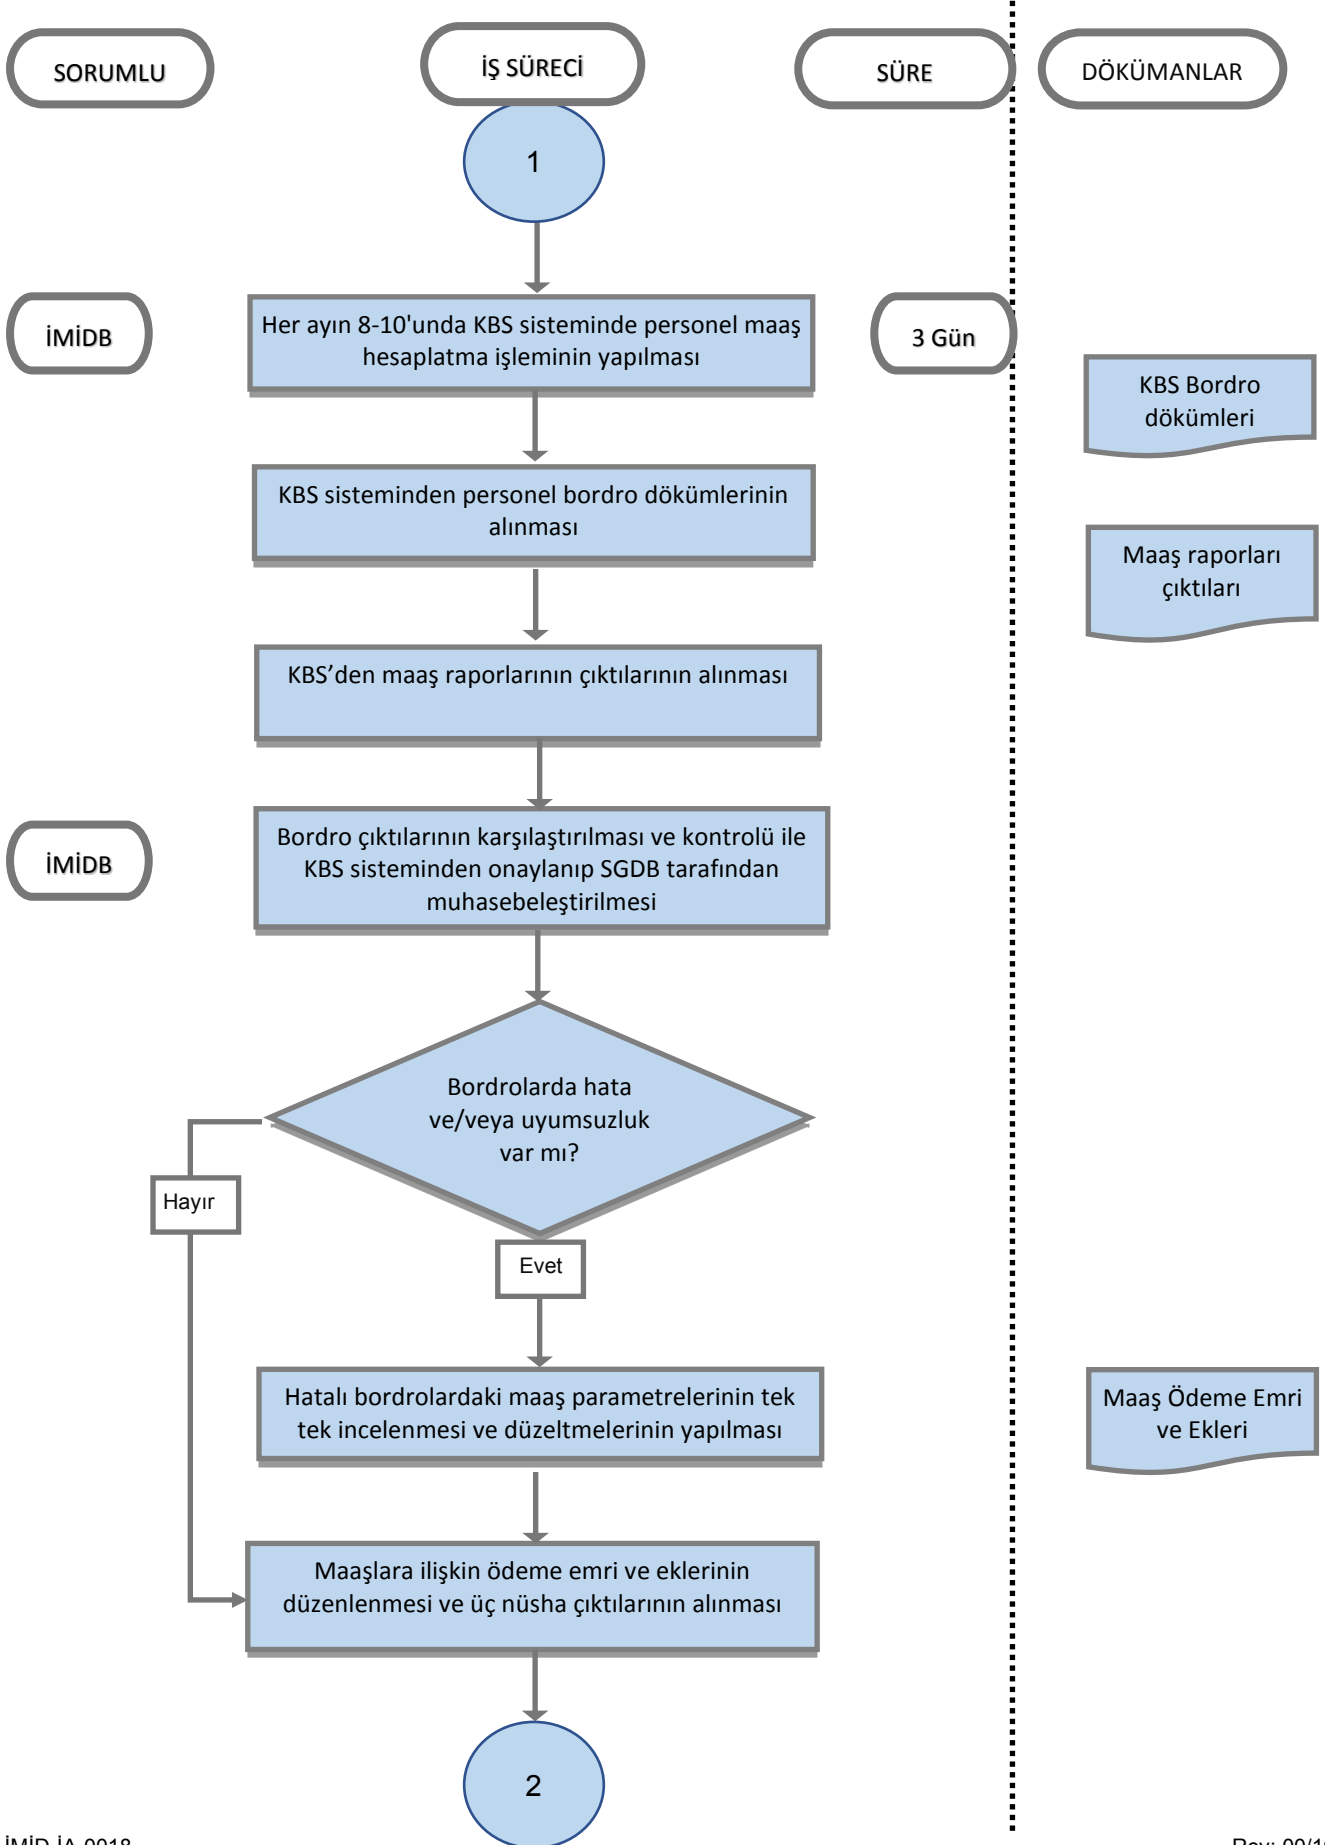 SORUMLU
İŞ SÜRECİ
SÜRE
DÖKÜMANLAR
1
İMİDB
Her ayın 8-10'unda KBS sisteminde personel maaş
hesaplatma işleminin yapılması
3 Gün
KBS Bordro
dökümleri
KBS sisteminden personel bordro dökümlerinin
alınması
Maaş raporları
çıktıları
KBS’den maaş raporlarının çıktılarının alınması
İMİDB
Bordro çıktılarının karşılaştırılması ve kontrolü ile
KBS sisteminden onaylanıp SGDB tarafından
muhasebeleştirilmesi
Bordrolarda hata
ve/veya uyumsuzluk
var mı?
Hayır
Evet
Hatalı bordrolardaki maaş parametrelerinin tek
tek incelenmesi ve düzeltmelerinin yapılması
Maaş Ödeme Emri
ve Ekleri
Maaşlara ilişkin ödeme emri ve eklerinin
düzenlenmesi ve üç nüsha çıktılarının alınması
2